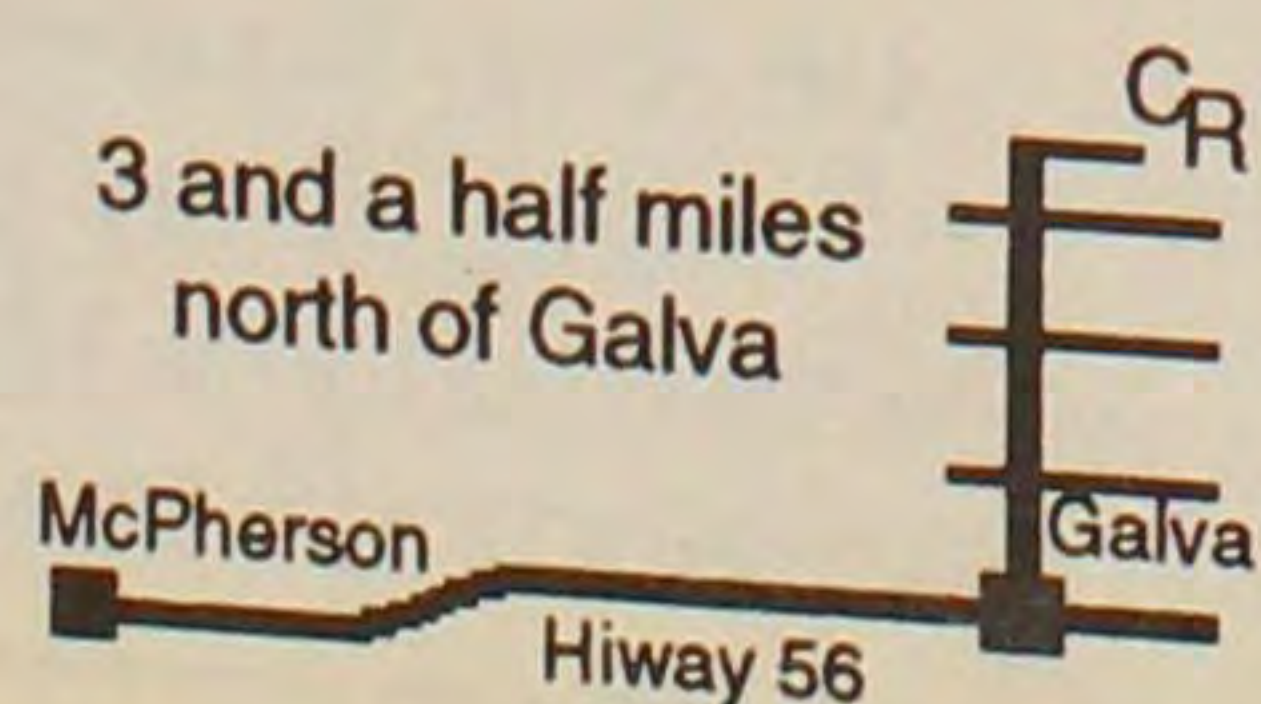 CR
3 and a half miles
north of Galva
McPherson
Galva
Hiway 56